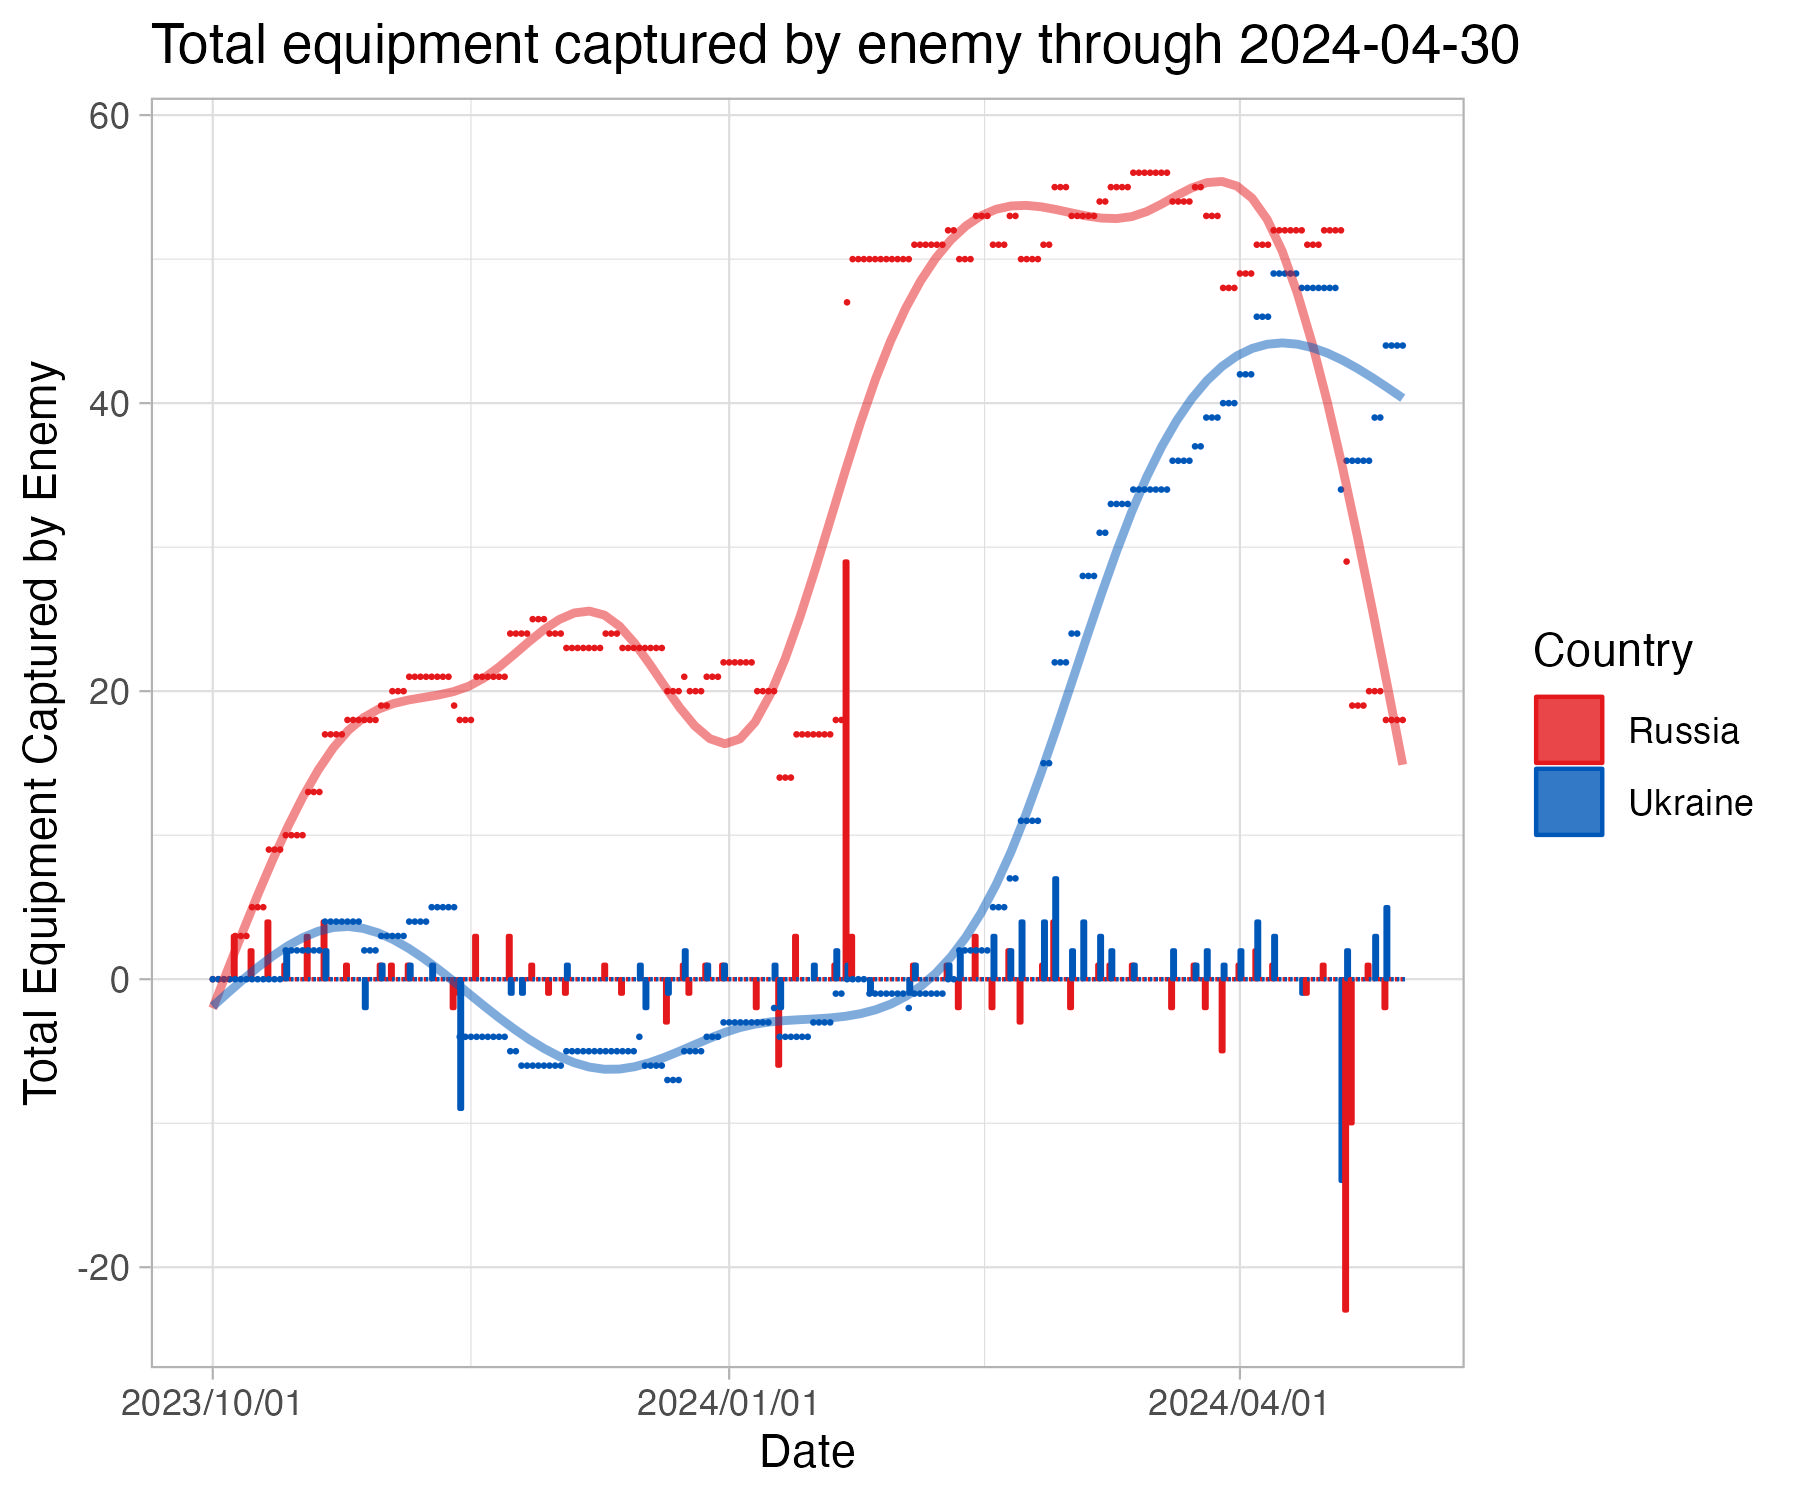 Total equipment captured by enemy through 2024-04-30
Total Equipment Captured by Enemy
60
40
20
0
-20
2023/10/01
2024/01/01
2024/04/01
Date
Country
Russia
Ukraine